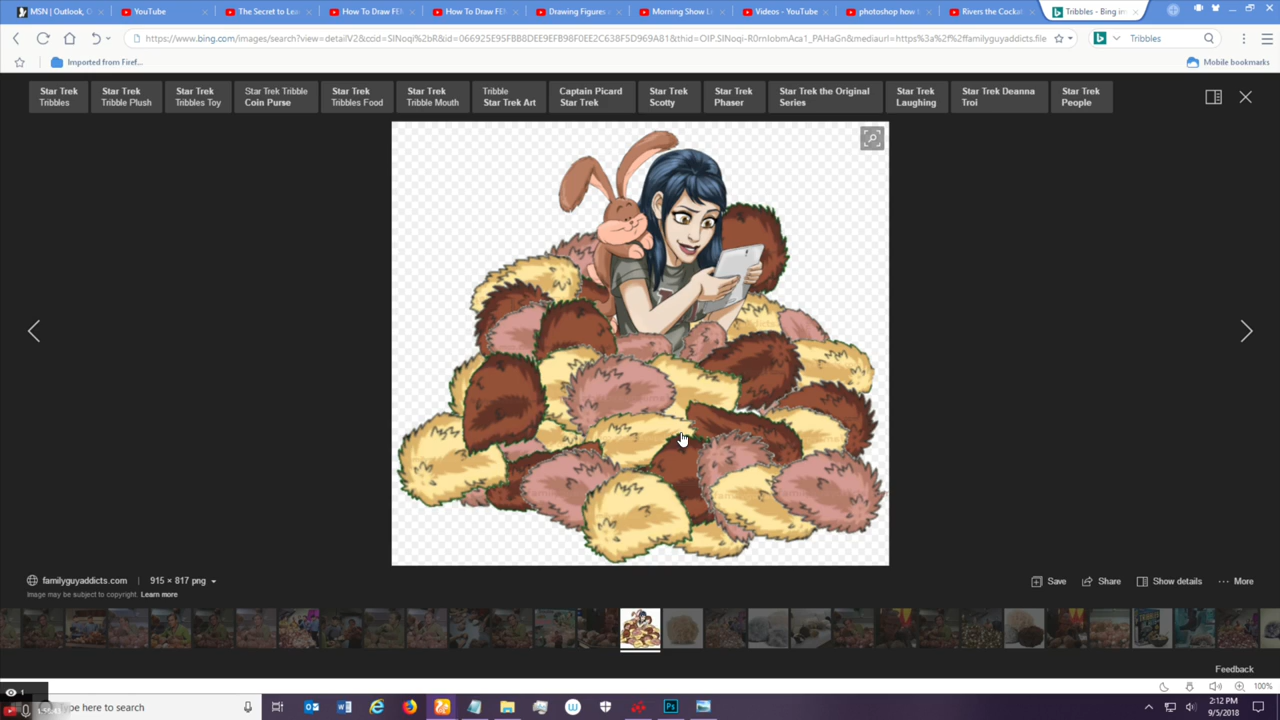 MSN | Outlook, O
YouTube
The Secret to Lea
How To Draw FE
How To Draw FE
Drawing Figures
Morning Show Li
Videos - YouTube
photoshop how t
Rivers the Cockat
Tribbles - Bing im
https://www.bing.com/images/search?view=detailV2&ccid=SINoqi%2bR&id=066925E95FBB8DEE9EFB98F0EE2C638F5D969A81&thid=OIP.SINoqi-R0rnIobmAca1_PAHaGn&mediaurl=https%3a%2f%2ffamilyguyaddicts.file
Tribbles
Imported from Firef...
Mobile bookmarks
Star Trek Tribbles
Star Trek Tribble Plush
Star Trek Tribbles Toy
Star Trek Tribble Coin Purse
Star Trek Tribbles Food
Star Trek Tribble Mouth
Tribble Star Trek Art
Captain Picard Star Trek
Star Trek Scotty
Star Trek Phaser
Star Trek the Original Series
Star Trek Laughing
Star Trek Deanna Troi
Star Trek People
familyguyaddicts.com | 915 × 817 png
Save
Share
Show details
More
Image may be subject to copyright. Learn more
Feedback
100%
1
pe here to search
2:12 PM
9/5/2018